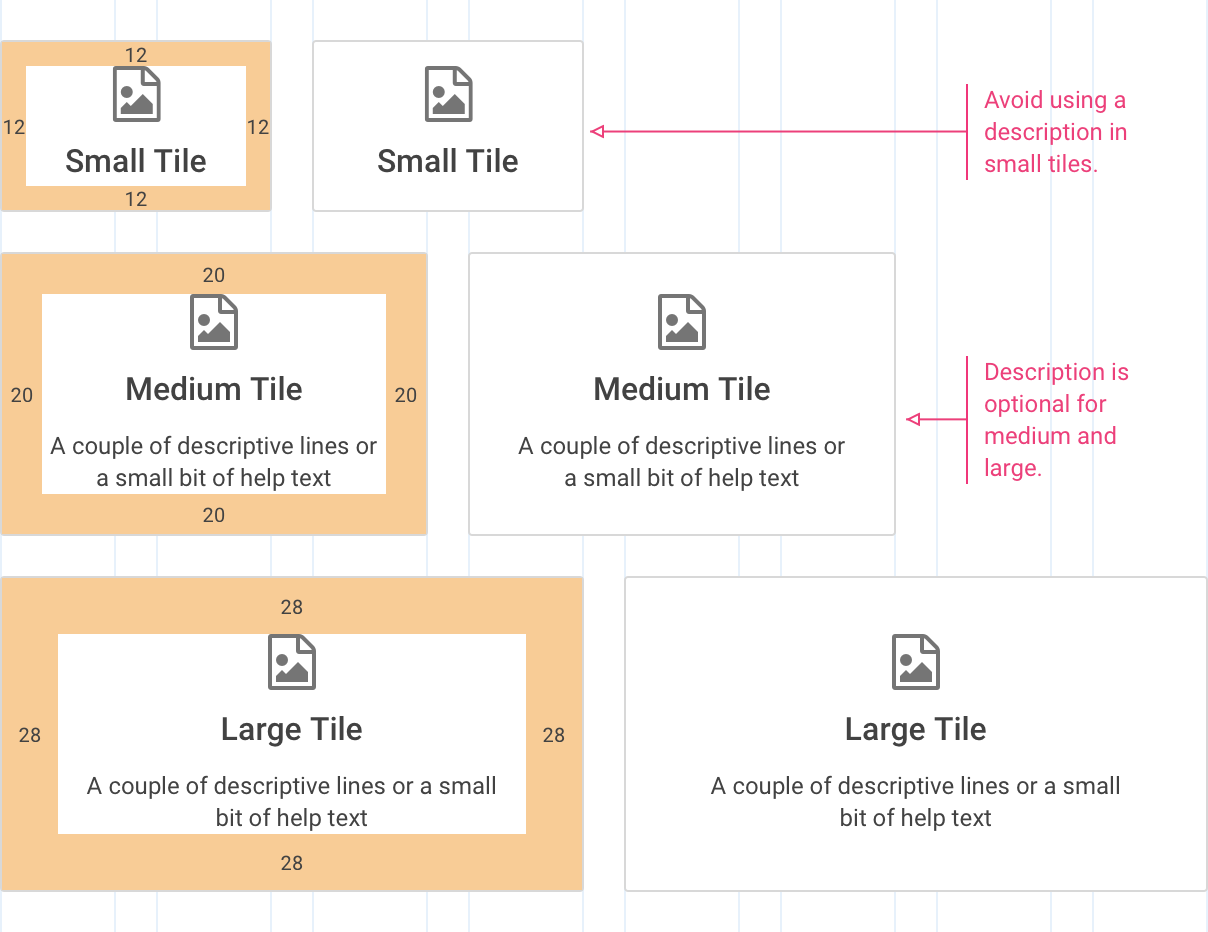 12
12
12
Small Tile
12
Small Tile
Avoid using a
description in
small tiles.
20
20
20
Medium Tile
A couple of descriptive lines or
a small bit of help text
20
Medium Tile
A couple of descriptive lines or
a small bit of help text
Description is
optional for
medium and
large.
28
28
28
Large Tile
A couple of descriptive lines or a small
bit of help text
28
Large Tile
A couple of descriptive lines or a small
bit of help text